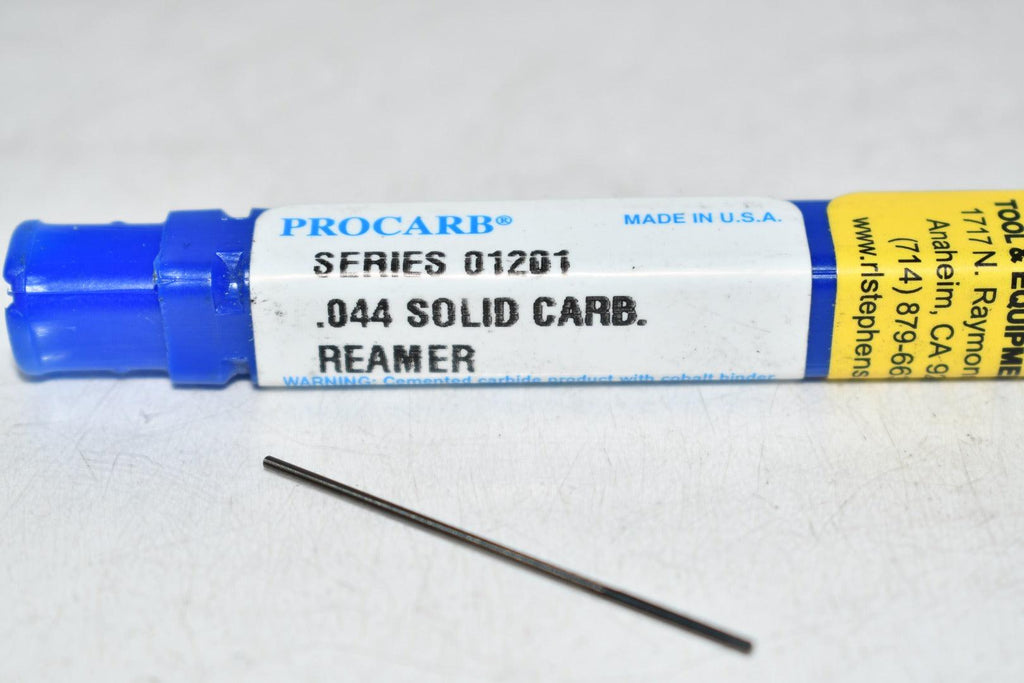 PROCARB®
MADE IN U.S.A.
SERIES 01201
.044 SOLID CARB.
REAMER
WARNING: Cemented carbide product with cobalt binder
TOOL & EQUIPME
1717 N. Raymon
Anaheim, CA 92
(714) 879-66
www.rlstephens